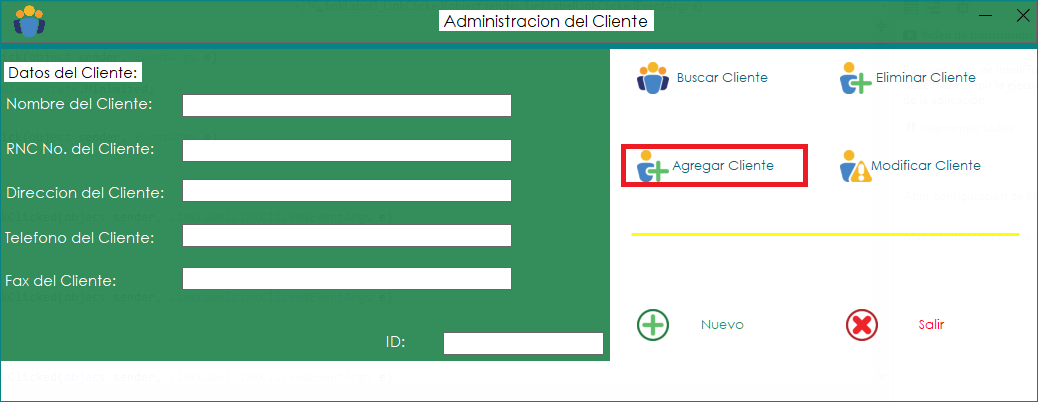 Administracion del Cliente
Datos del Cliente:
Nombre del Cliente:
RNC No. del Cliente:
Direccion del Cliente:
Telefono del Cliente:
Fax del Cliente:
ID:
Buscar Cliente
Eliminar Cliente
Agregar Cliente
Modificar Cliente
Nuevo
Salir